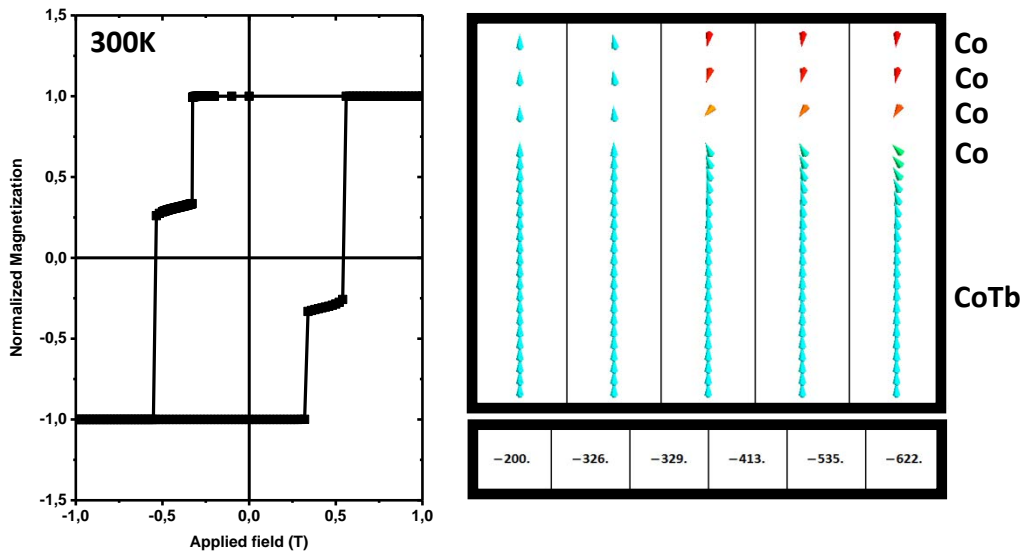 300K
Normalized Magnetization
1,5
1,0
0,5
0,0
-0,5
-1,0
-1,5
-1,0
-0,5
0,0
0,5
1,0
Applied field (T)
Co
Co
Co
Co
CoTb
−200. −326. −329. −413. −535. −622.